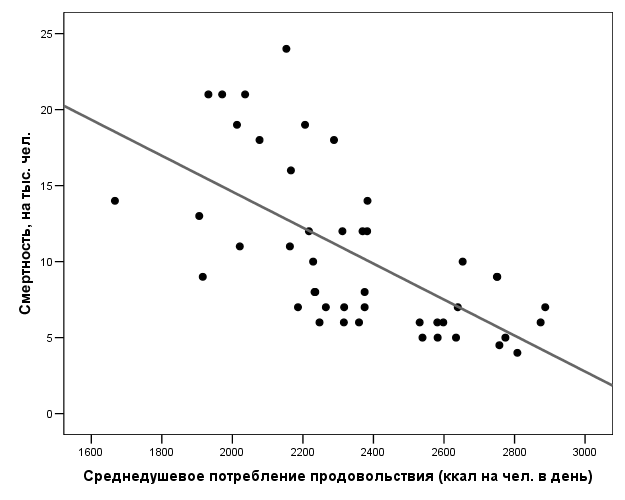 Смертность, на тыс. чел.
25
20
15
10
5
0
1600 1800 2000 2200 2400 2600 2800 3000
Среднедушевое потребление продовольствия (ккал на чел. в день)